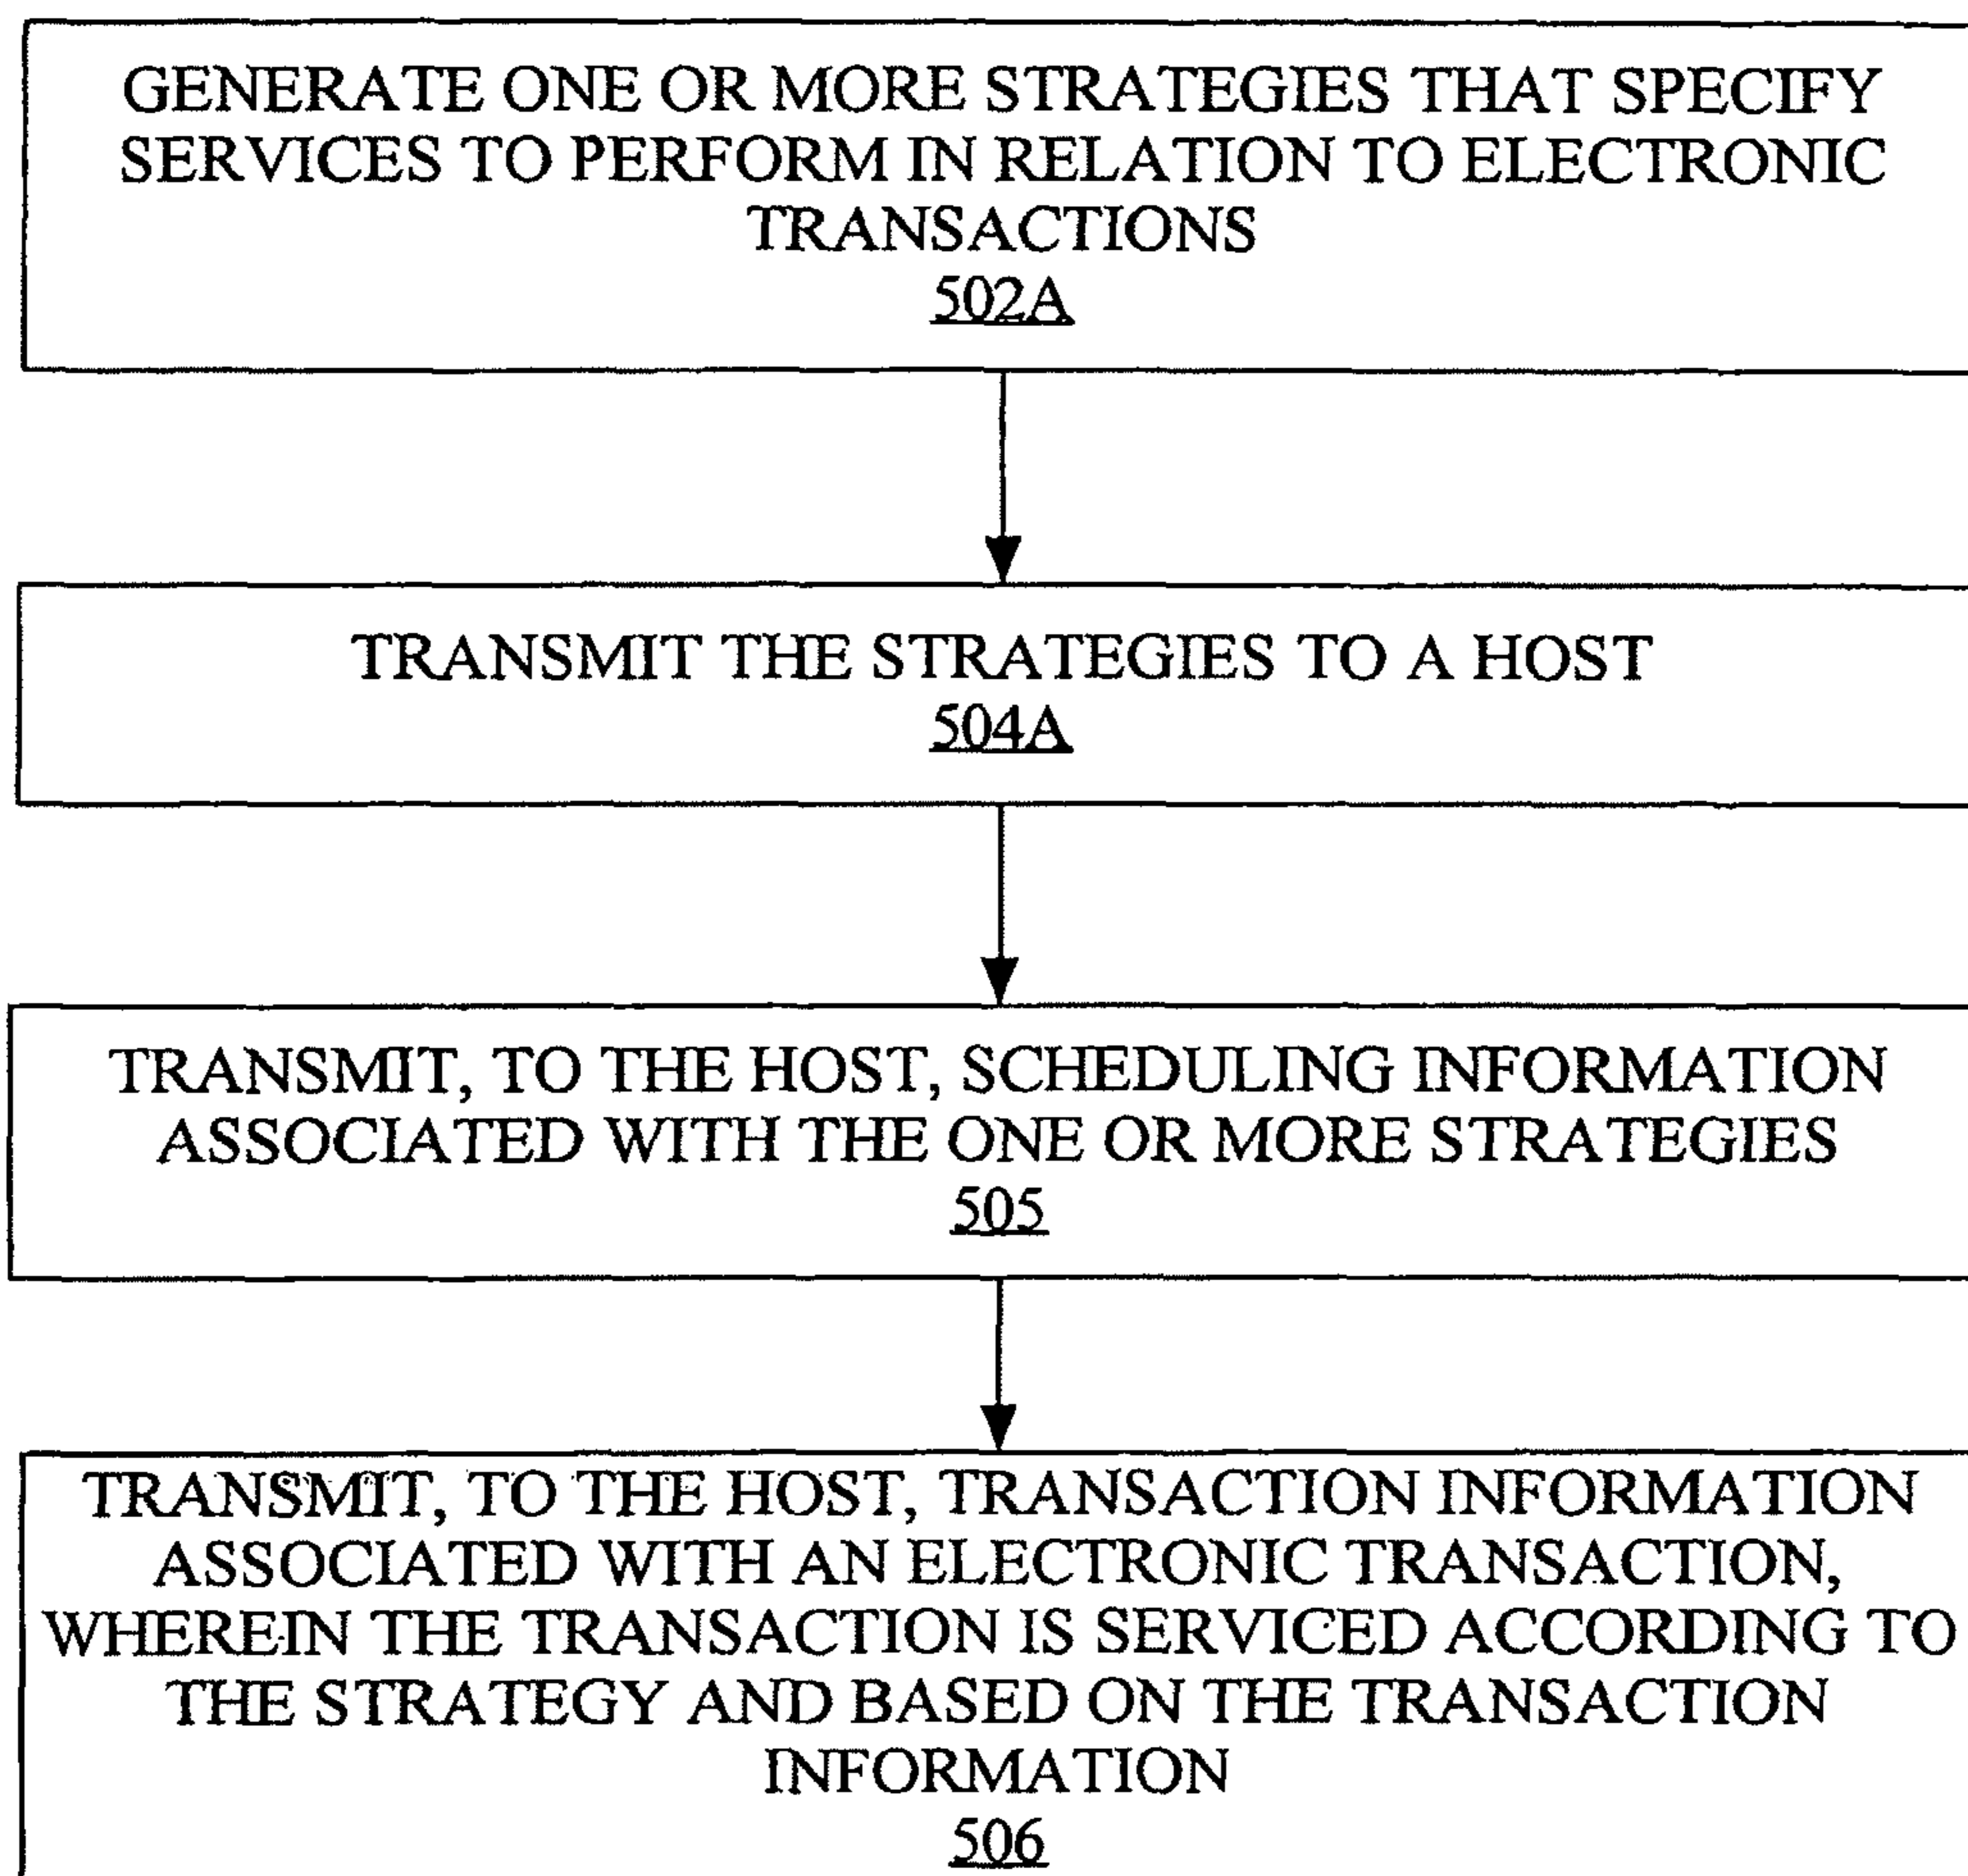 GENERATE ONE OR MORE STRATEGIES THAT SPECIFY
SERVICES TO PERFORM IN RELATION TO ELECTRONIC
TRANSACTIONS
502A
TRANSMIT THE STRATEGIES TO A HOST
504A
TRANSMIT, TO THE HOST, SCHEDULING INFORMATION
ASSOCIATED WITH THE ONE OR MORE STRATEGIES
505
TRANSMIT, TO THE HOST, TRANSACTION INFORMATION
ASSOCIATED WITH AN ELECTRONIC TRANSACTION,
WHEREIN THE TRANSACTION IS SERVICED ACCORDING TO
THE STRATEGY AND BASED ON THE TRANSACTION
INFORMATION
506